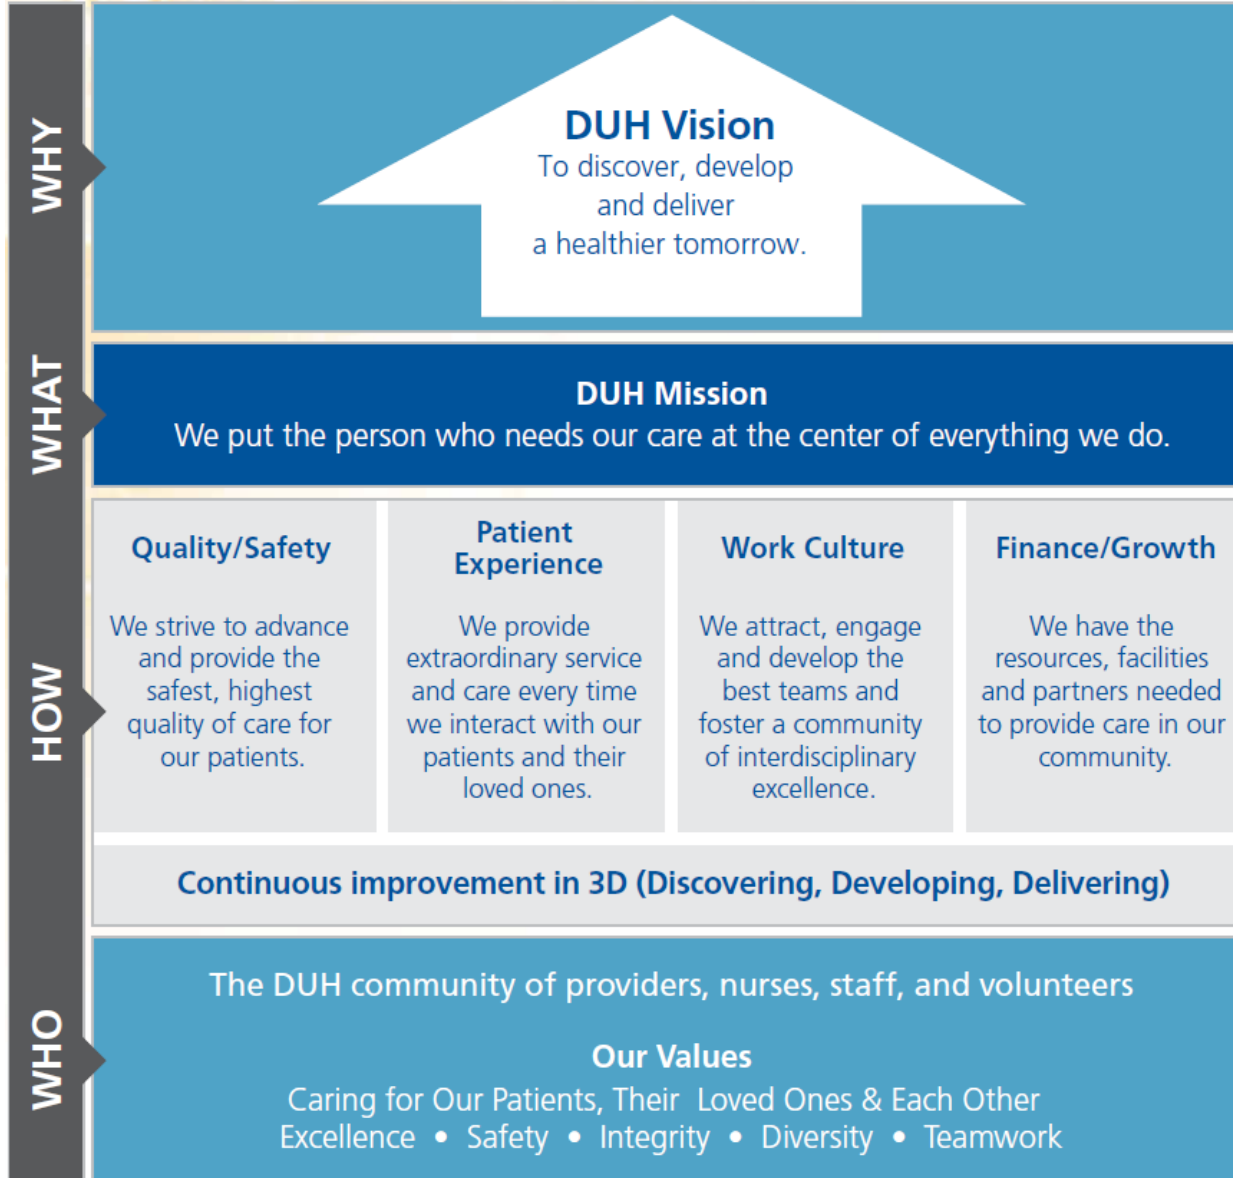 WHY
DUH Vision
To discover, develop
and deliver
a healthier tomorrow.
WHAT
DUH Mission
We put the person who needs our care at the center of everything we do.
HOW
Quality/Safety
We strive to advance
and provide the
safest, highest
quality of care for
our patients.
Patient
Experience
We provide
extraordinary service
and care every time
we interact with our
patients and their
loved ones.
Work Culture
We attract, engage
and develop the
best teams and
foster a community
of interdisciplinary
excellence.
Finance/Growth
We have the
resources, facilities
and partners needed
to provide care in our
community.
Continuous improvement in 3D (Discovering, Developing, Delivering)
WHO
The DUH community of providers, nurses, staff, and volunteers
Our Values
Caring for Our Patients, Their Loved Ones & Each Other
Excellence • Safety • Integrity • Diversity • Teamwork